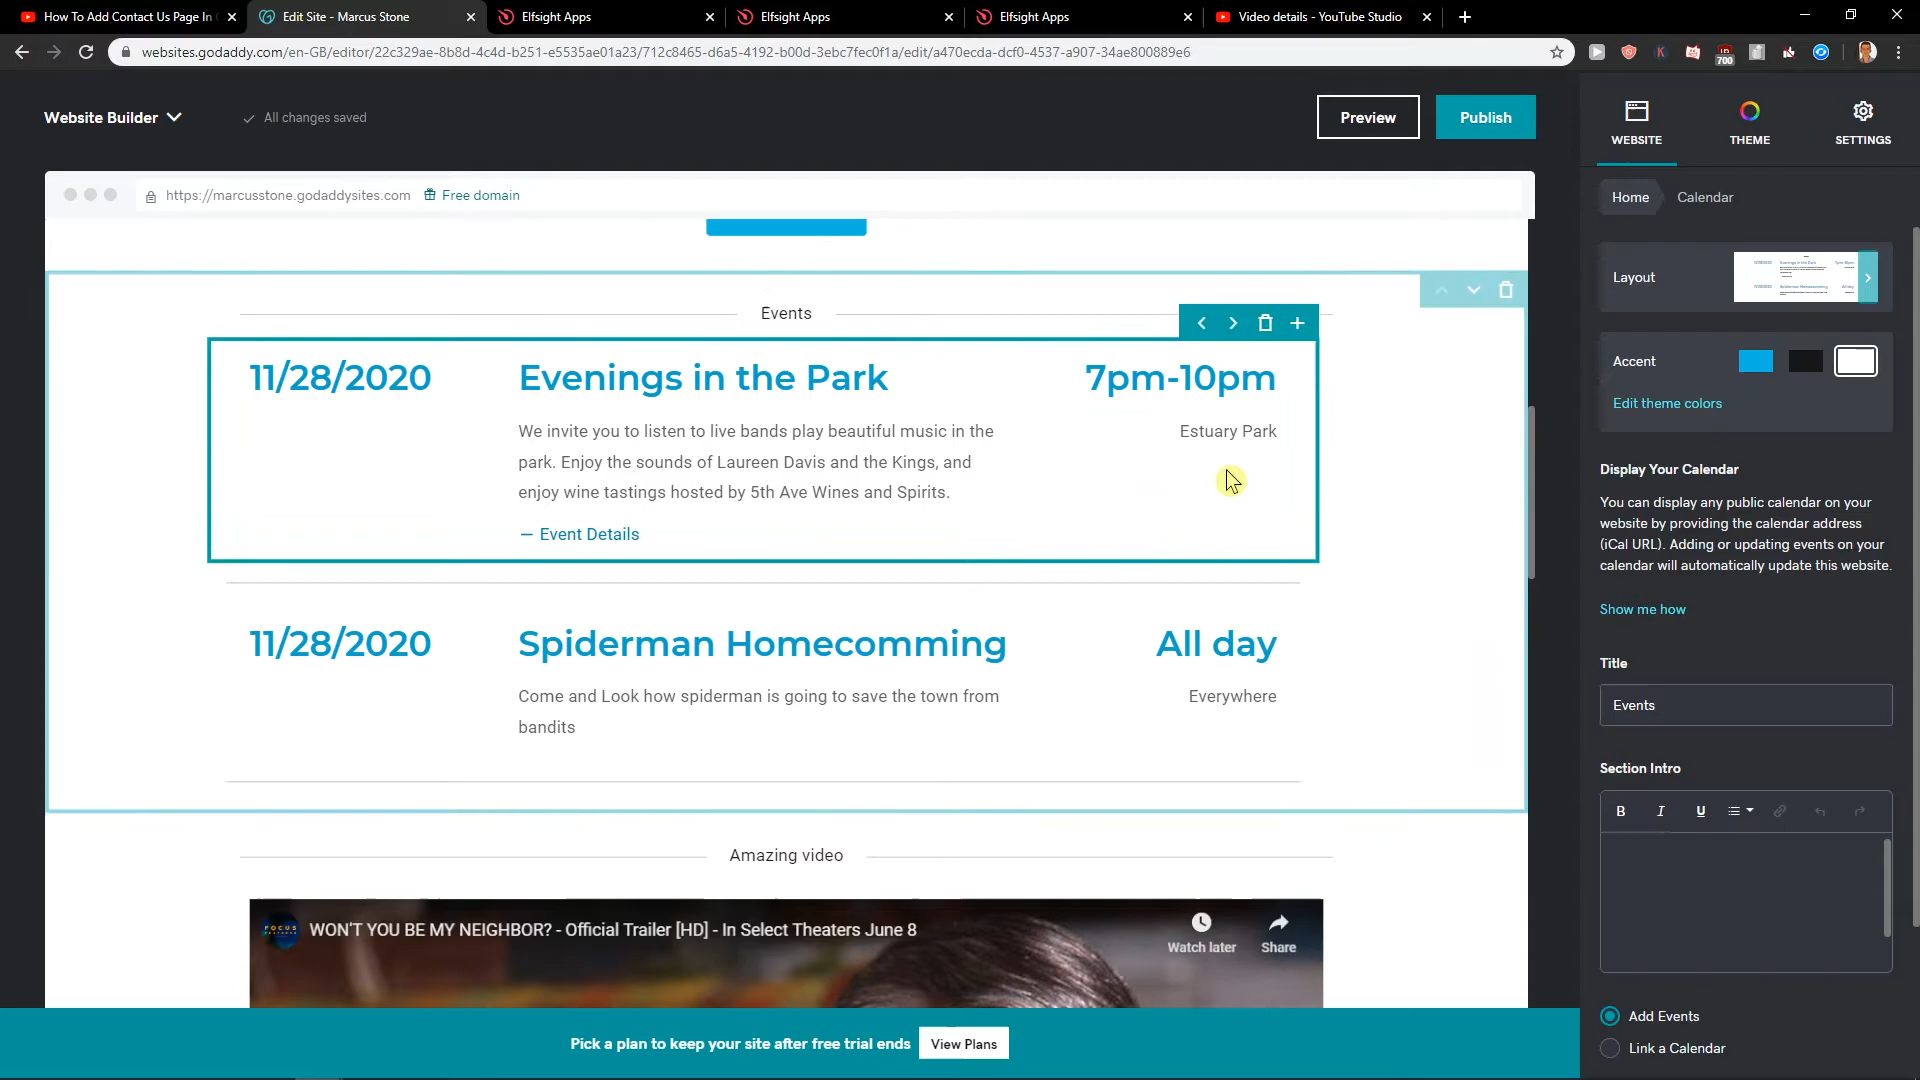 How To Add Contact Us Page In
Edit Site - Marcus Stone
Elfsight Apps
Elfsight Apps
Elfsight Apps
Video details - YouTube Studio
websites.godaddy.com/en-GB/editor/22c329ae-8b8d-4c4d-b251-e5535ae01a23/712c8465-d6a5-4192-b00d-3ebc7fec0f1a/edit/a470ecda-dcf0-4537-a907-34ae800889e6
700
Website Builder
All changes saved
Preview
Publish
WEBSITE
THEME
SETTINGS
https://marcusstone.godaddysites.com
Free domain
Home
Calendar
Layout
Accent
Edit theme colors
Events
11/28/2020
Evenings in the Park
7pm-10pm
We invite you to listen to live bands play beautiful music in the
park. Enjoy the sounds of Laureen Davis and the Kings, and
enjoy wine tastings hosted by 5th Ave Wines and Spirits.
Estuary Park
— Event Details
11/28/2020
Spiderman Homecomming
All day
Come and Look how spiderman is going to save the town from
bandits
Everywhere
Amazing video
FOCUS
WON'T YOU BE MY NEIGHBOR? - Official Trailer [HD] - In Select Theaters June 8
Watch later
Share
Display Your Calendar
You can display any public calendar on your
website by providing the calendar address
(iCal URL). Adding or updating events on your
calendar will automatically update this website.
Show me how
Title
Events
Section Intro
B I U
Add Events
Link a Calendar
Pick a plan to keep your site after free trial ends
View Plans